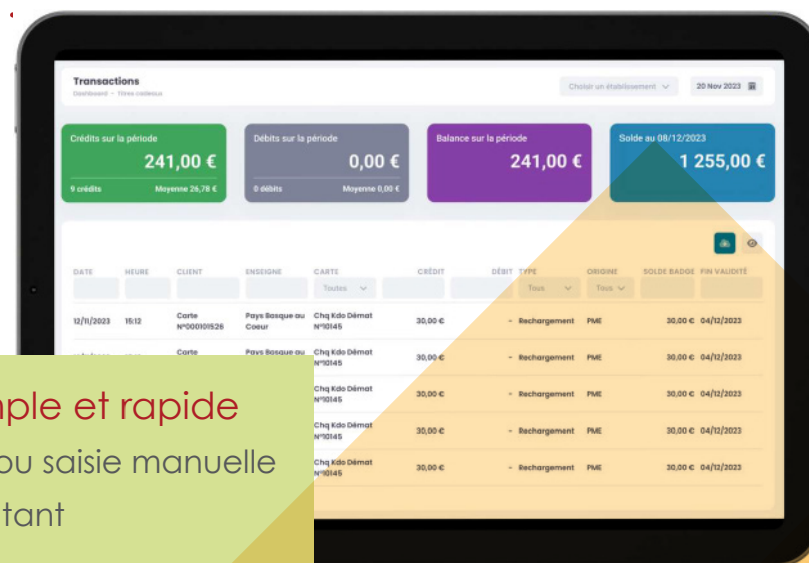 Transactions
Dashboard - Titres cadeaux
Choisir un établissement
20 Nov 2023
Crédits sur la période
241,00 €
9 crédits
Moyenne 26,78 €
Débits sur la période
0,00 €
0 débits
Moyenne 0,00 €
Balance sur la période
241,00 €
Solde au 08/12/2023
1 255,00 €
DATE HEURE CLIENT ENSEIGNE CARTE CRÉDIT DÉBIT TYPE ORIGINE SOLDE BADGE FIN VALIDITÉ
Toutes Tous Tous
12/11/2023 15:12 Carte N°000101526 Pays Basque au Coeur Chq Kdo Démat N°10145 30,00 € - Rechargement PME 30,00 € 04/12/2023
Carte Pays Basque au Chq Kdo Démat N°10145 30,00 € - Rechargement PME 30,00 € 04/12/2023
Chq Kdo Démat N°10145 30,00 € - Rechargement PME 30,00 € 04/12/2023
Chq Kdo Démat N°10145 30,00 € - Rechargement PME 30,00 € 04/12/2023
Chq Kdo Démat N°10145 30,00 € - Rechargement PME 30,00 € 04/12/2023
et rapide
ou saisie manuelle